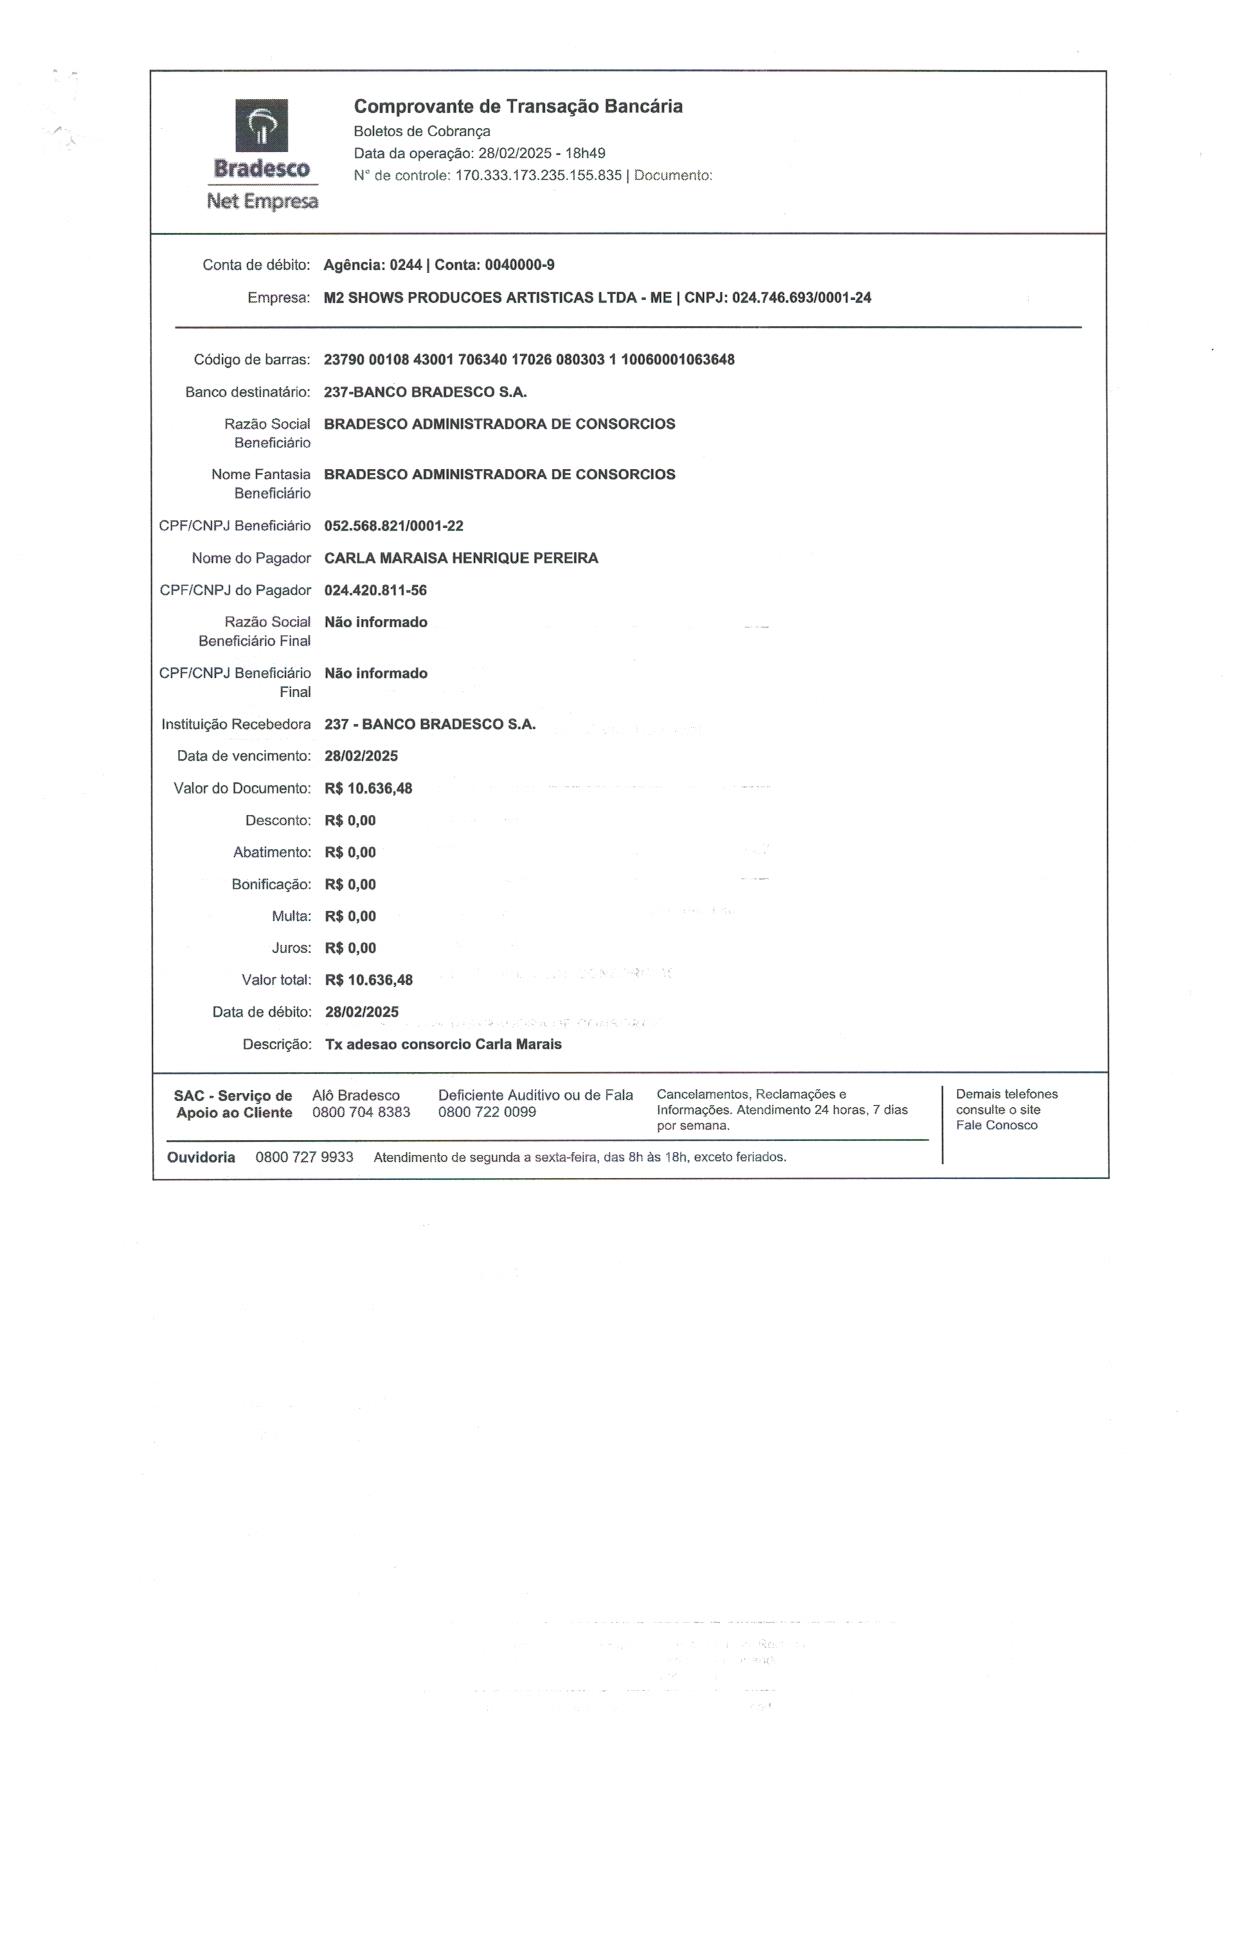 Bradesco
Net Empresa
Comprovante de Transação Bancária
Boletos de Cobrança
Data da operação: 28/02/2025 - 18h49
N° de controle: 170.333.173.235.155.835 | Documento:
Conta de débito: Agência: 0244 | Conta: 0040000-9
Empresa: M2 SHOWS PRODUCOES ARTISTICAS LTDA - ME | CNPJ: 024.746.693/0001-24
Código de barras: 23790 00108 43001 706340 17026 080303 1 10060001063648
Banco destinatário: 237-BANCO BRADESCO S.A.
Razão Social BRADESCO ADMINISTRADORA DE CONSORCIOS
Beneficiário
Nome Fantasia BRADESCO ADMINISTRADORA DE CONSORCIOS
Beneficiário
CPF/CNPJ Beneficiário 052.568.821/0001-22
Nome do Pagador CARLA MARAISA HENRIQUE PEREIRA
CPF/CNPJ do Pagador 024.420.811-56
Razão Social Não informado
Beneficiário Final
CPF/CNPJ Beneficiário Não informado
Final
Instituição Recebedora 237 - BANCO BRADESCO S.A.
Data de vencimento: 28/02/2025
Valor do Documento: R$ 10.636,48
Desconto: R$ 0,00
Abatimento: R$ 0,00
Bonificação: R$ 0,00
Multa: R$ 0,00
Juros: R$ 0,00
Valor total: R$ 10.636,48
Data de débito: 28/02/2025
Descrição: Tx adesao consorcio Carla Marais
SAC - Serviço de
Apoio ao Cliente
Alô Bradesco
0800 704 8383
Deficiente Auditivo ou de Fala
0800 722 0099
Cancelamentos, Reclamações e
Informações. Atendimento 24 horas, 7 dias
por semana.
Demais telefones
consulte o site
Fale Conosco
Ouvidoria 0800 727 9933 Atendimento de segunda a sexta-feira, das 8h às 18h, exceto feriados.